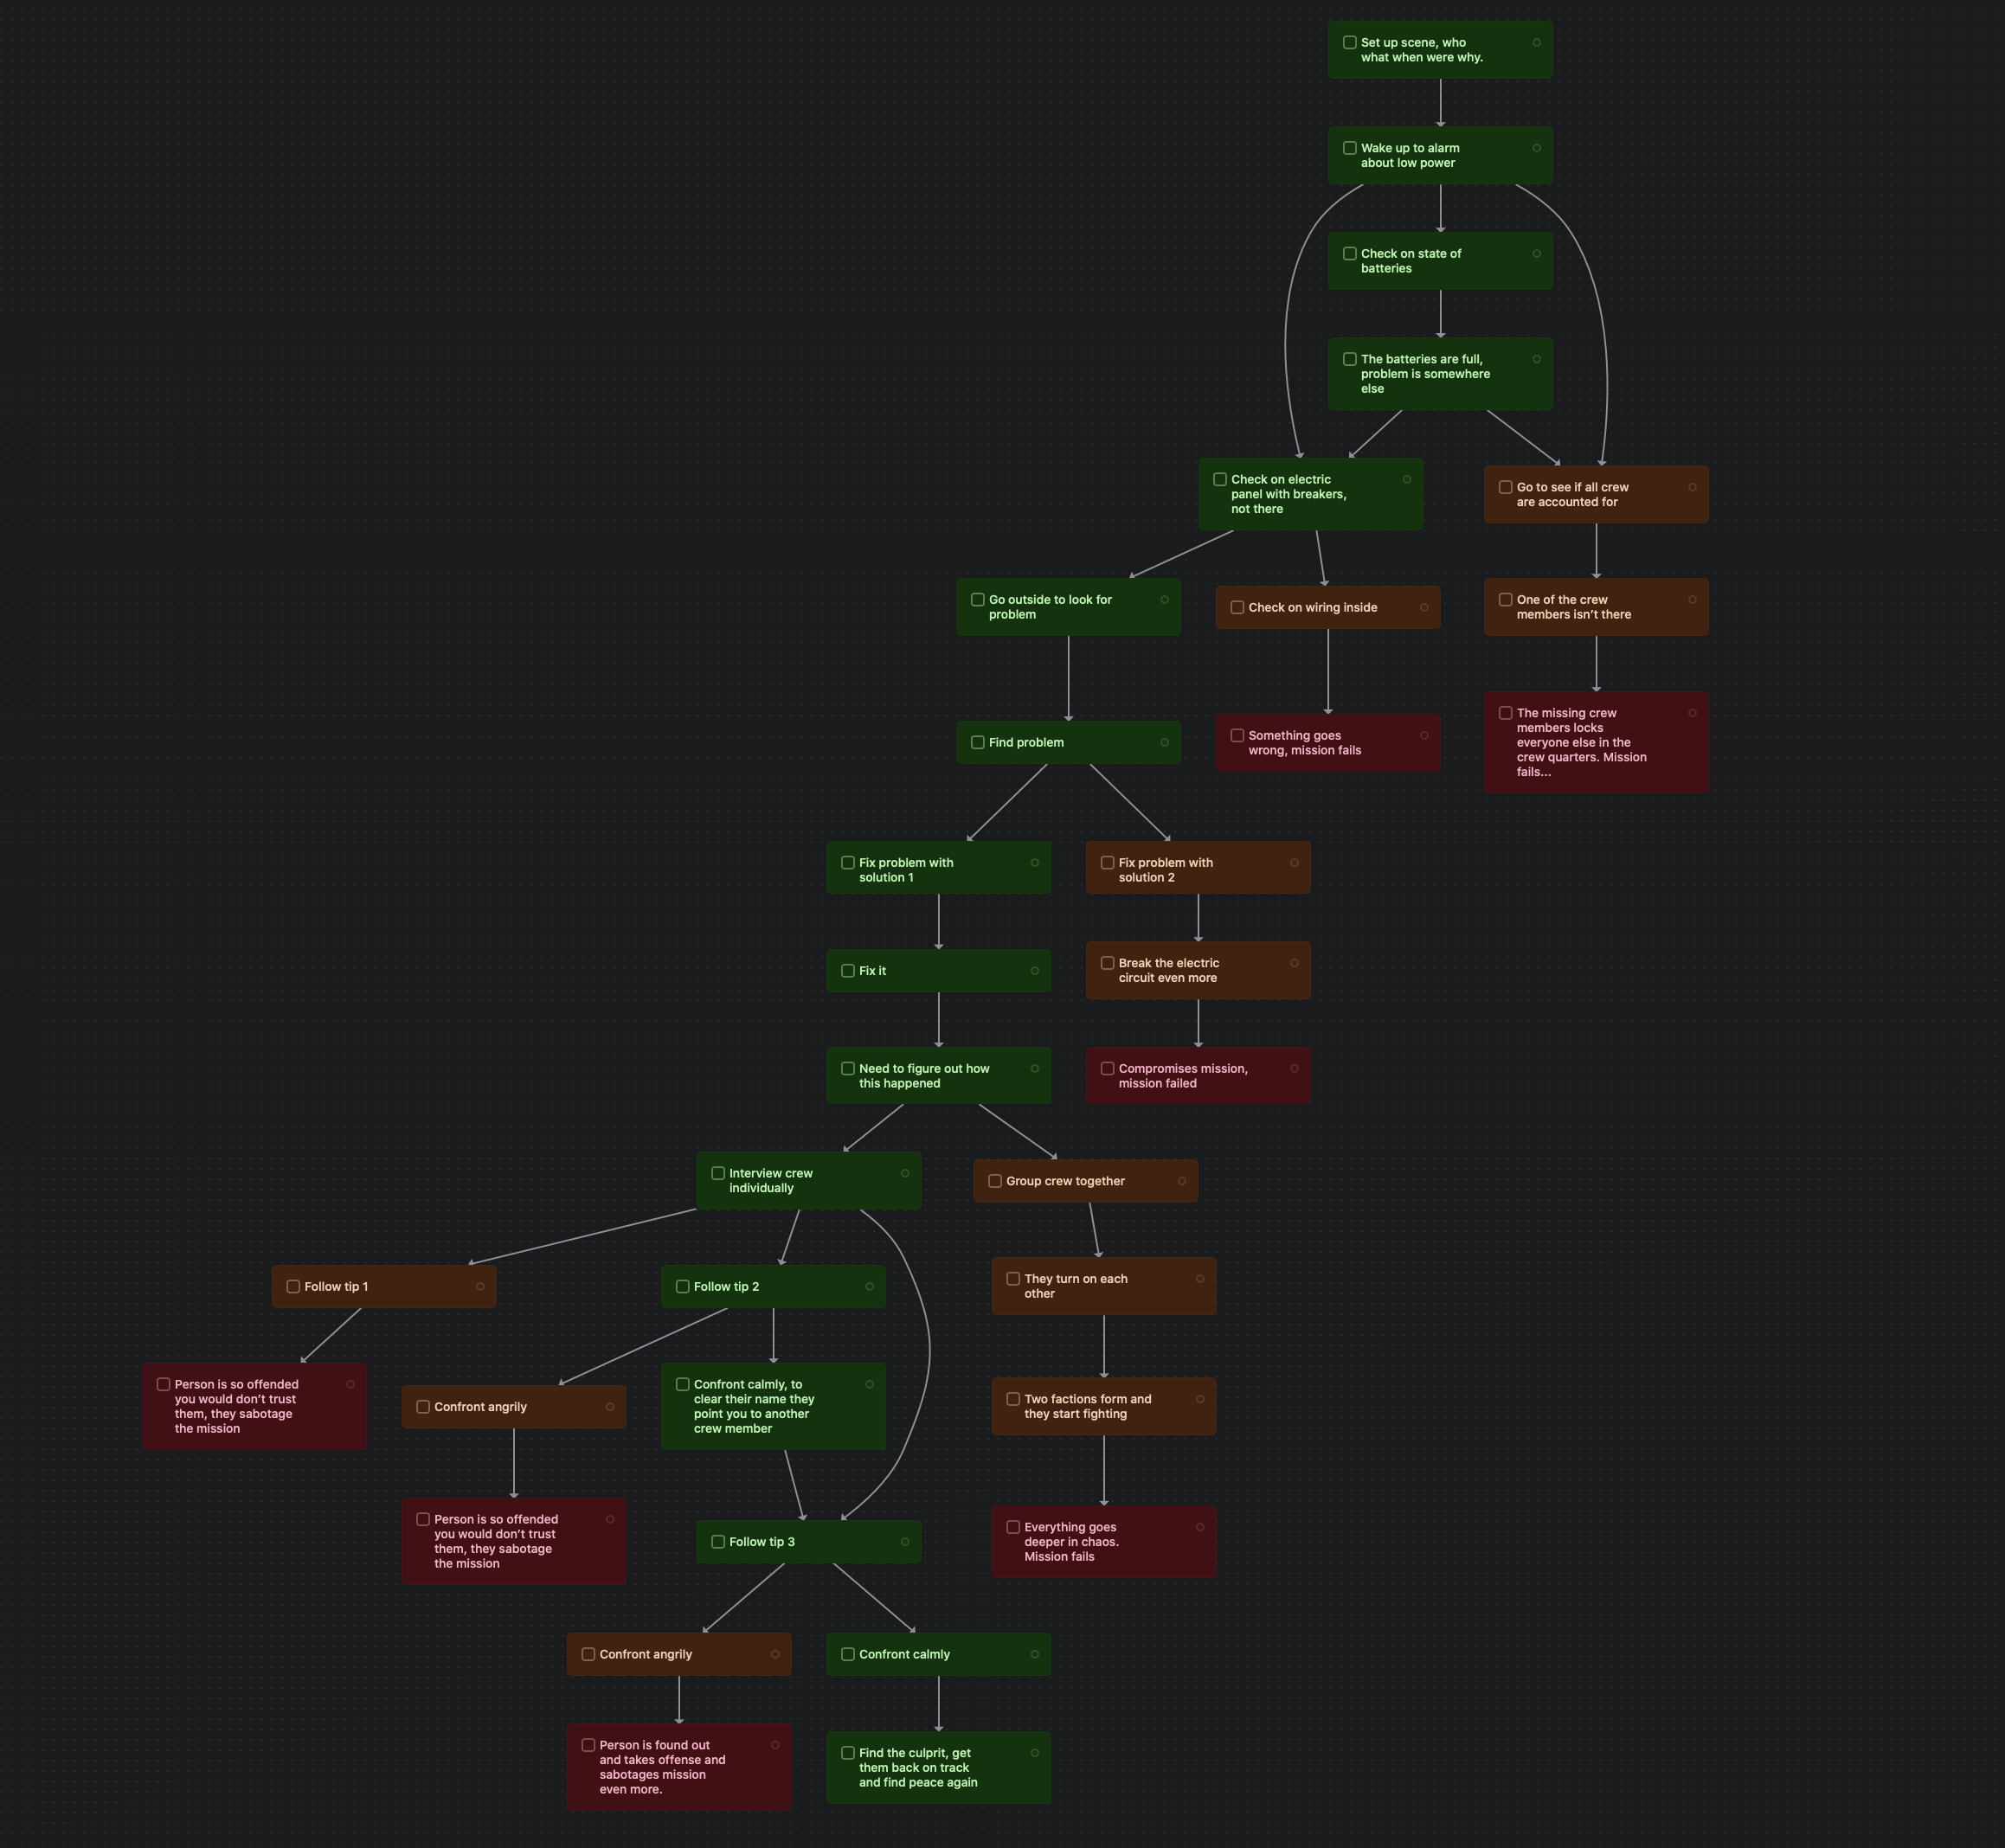 Set up scene, who
what when were why.
Wake up to alarm
about low power
Check on state of
batteries
The batteries are full,
problem is somewhere
else
Check on electric
panel with breakers,
not there
Go to see if all crew
are accounted for
Go outside to look for
problem
Check on wiring inside
One of the crew
members isn’t there
Find problem
Something goes
wrong, mission fails
The missing crew
members locks
everyone else in the
crew quarters. Mission
fails...
Fix problem with
solution 1
Fix problem with
solution 2
Fix it
Break the electric
circuit even more
Need to figure out how
this happened
Compromises mission,
mission failed
Interview crew
individually
Group crew together
Follow tip 1
Follow tip 2
They turn on each
other
Person is so offended
you would don’t trust
them, they sabotage
the mission
Confront angrily
Confront calmly, to
clear their name they
point you to another
crew member
Two factions form and
they start fighting
Person is so offended
you would don’t trust
them, they sabotage
the mission
Follow tip 3
Everything goes
deeper in chaos.
Mission fails
Confront angrily
Confront calmly
Person is found out
and takes offense and
sabotages mission
even more.
Find the culprit, get
them back on track
and find peace again